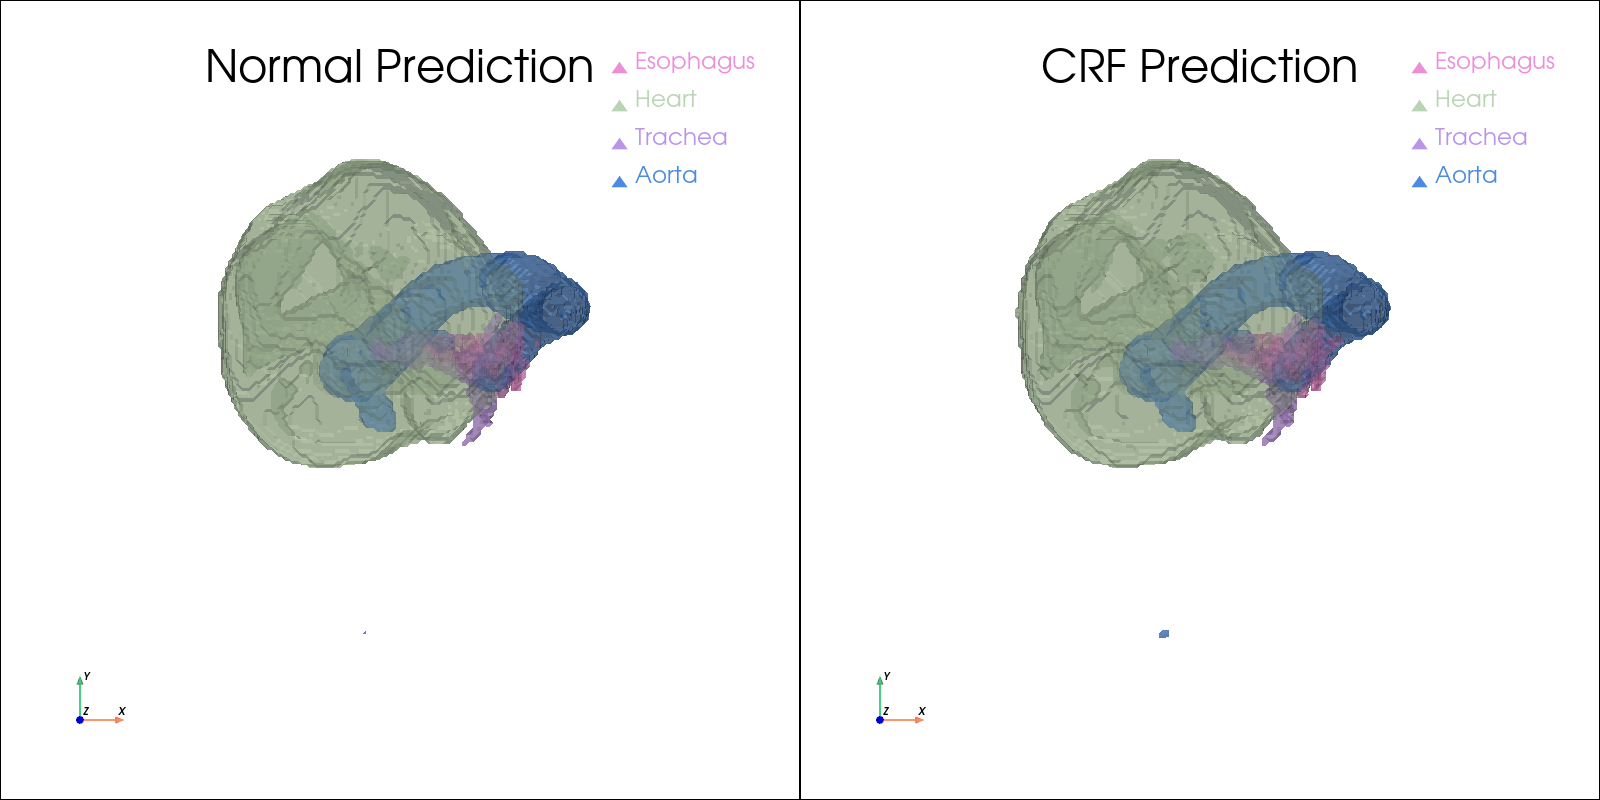 Normal Prediction
Esophagus
Heart
Trachea
Aorta
Y
Z
X
CRF Prediction
Esophagus
Heart
Trachea
Aorta
Y
Z
X